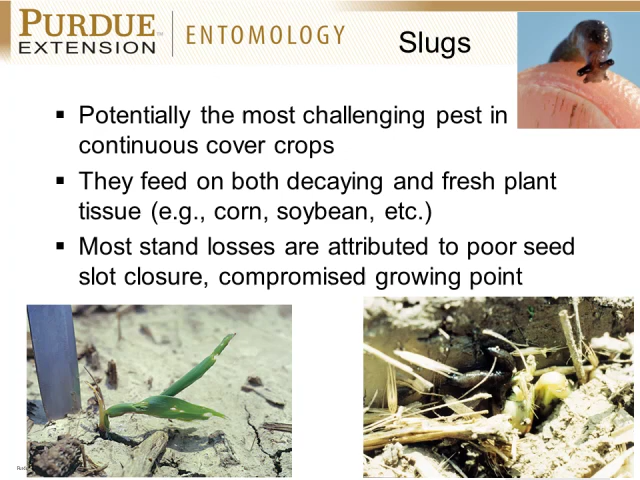 PURDUE
EXTENSION
ENTOMOLOGY
Slugs
▪ Potentially the most challenging pest in
continuous cover crops
▪ They feed on both decaying and fresh plant
tissue (e.g., corn, soybean, etc.)
▪ Most stand losses are attributed to poor seed
slot closure, compromised growing point